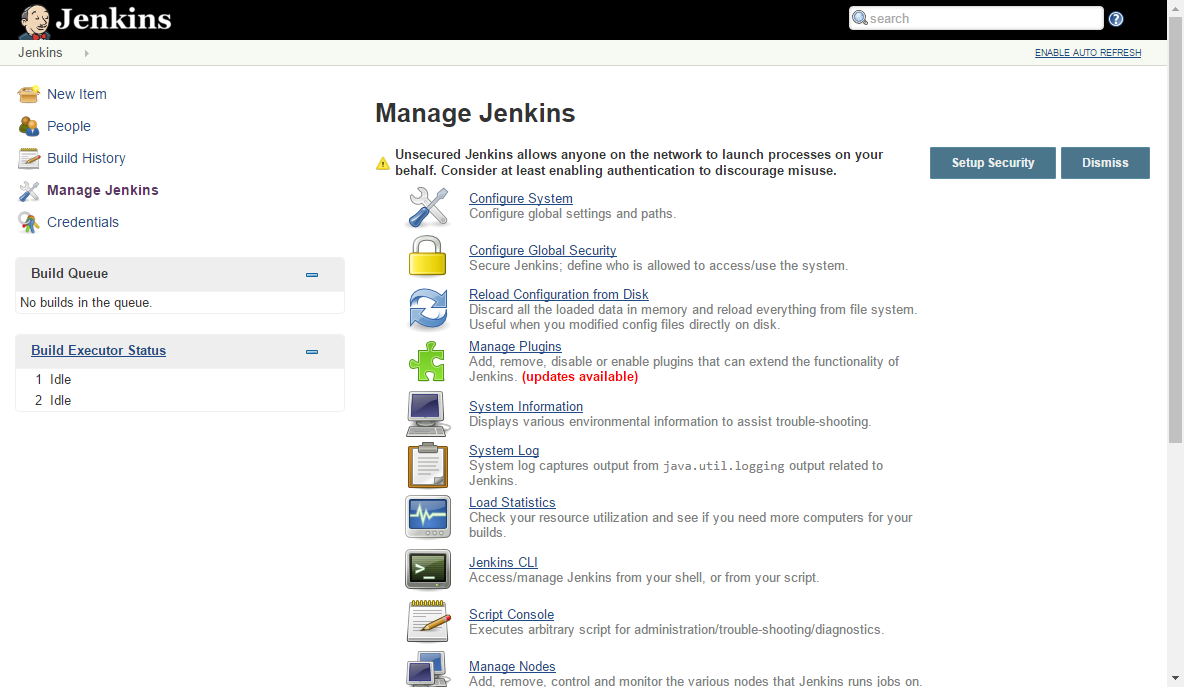 Jenkins
search
Jenkins
ENABLE AUTO REFRESH
New Item
People
Build History
Manage Jenkins
Credentials
Build Queue
No builds in the queue.
Build Executor Status
1 Idle
2 Idle
Manage Jenkins
Unsecured Jenkins allows anyone on the network to launch processes on your
behalf. Consider at least enabling authentication to discourage misuse.
Setup Security
Dismiss
Configure System
Configure global settings and paths.
Configure Global Security
Secure Jenkins; define who is allowed to access/use the system.
Reload Configuration from Disk
Discard all the loaded data in memory and reload everything from file system.
Useful when you modified config files directly on disk.
Manage Plugins
Add, remove, disable or enable plugins that can extend the functionality of
Jenkins. (updates available)
System Information
Displays various environmental information to assist trouble-shooting.
System Log
System log captures output from java.util.logging output related to
Jenkins.
Load Statistics
Check your resource utilization and see if you need more computers for your
builds.
Jenkins CLI
Access/manage Jenkins from your shell, or from your script.
Script Console
Executes arbitrary script for administration/trouble-shooting/diagnostics.
Manage Nodes
Add, remove, control and monitor the various nodes that Jenkins runs jobs on.